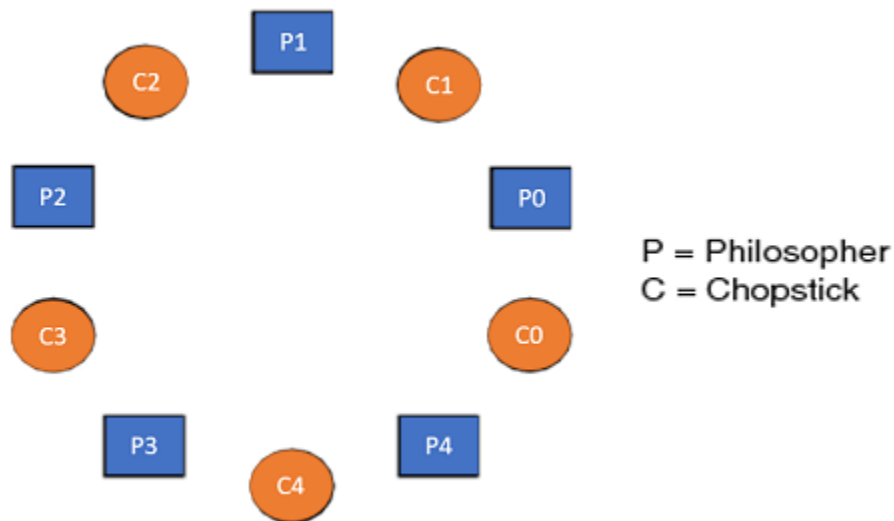 P1
C2
C1
P2
P0
P = Philosopher
C = Chopstick
C3
C0
P3
P4
C4